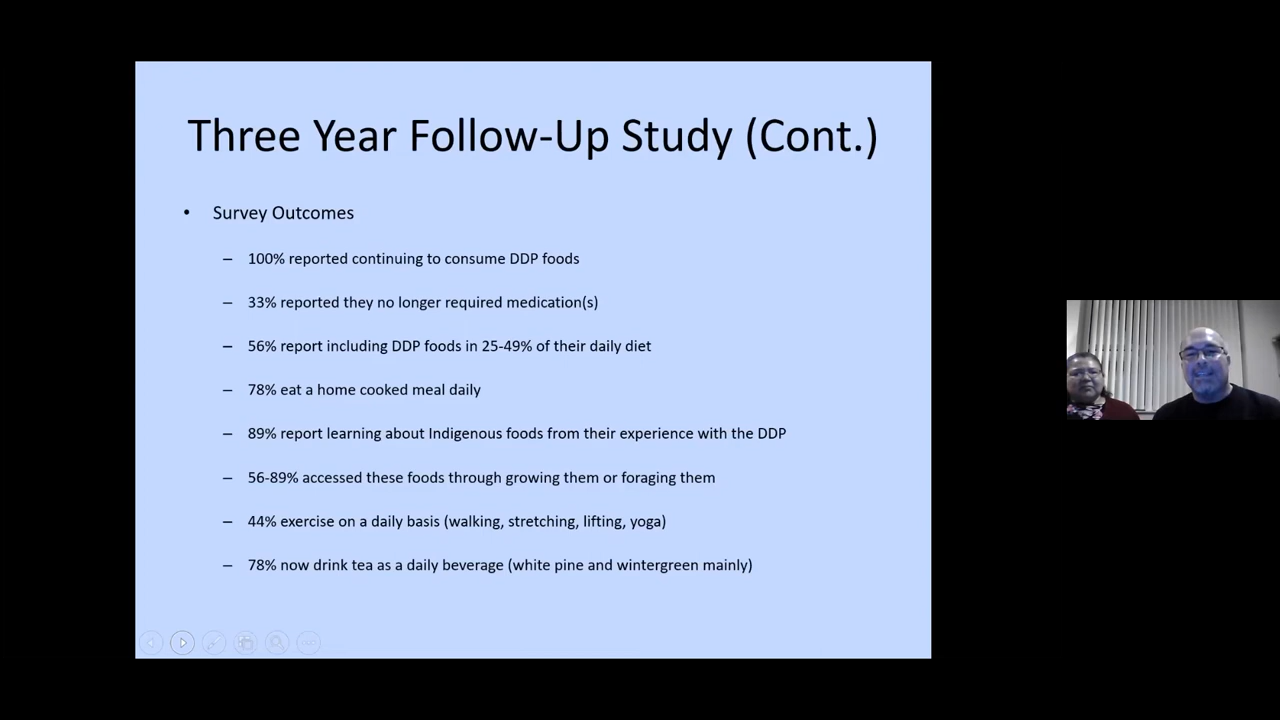 Three Year Follow-Up Study (Cont.)
• Survey Outcomes
– 100% reported continuing to consume DDP foods
– 33% reported they no longer required medication(s)
– 56% report including DDP foods in 25-49% of their daily diet
– 78% eat a home cooked meal daily
– 89% report learning about Indigenous foods from their experience with the DDP
– 56-89% accessed these foods through growing them or foraging them
– 44% exercise on a daily basis (walking, stretching, lifting, yoga)
– 78% now drink tea as a daily beverage (white pine and wintergreen mainly)